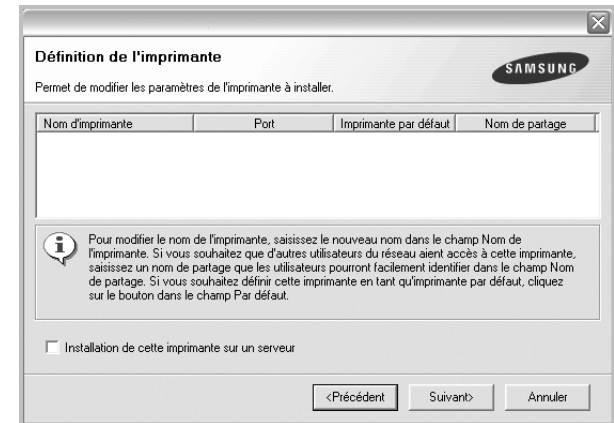 Définition de l'imprimante
SAMSUNG
Permet de modifier les paramètres de l'imprimante à installer.
Nom d'imprimante Port Imprimante par défaut Nom de partage
Pour modifier le nom de l'imprimante, saisissez le nouveau nom dans le champ Nom de
l'imprimante. Si vous souhaitez que d'autres utilisateurs du réseau aient accès à cette imprimante,
saisissez un nom de partage que les utilisateurs pourront facilement identifier dans le champ Nom
de partage. Si vous souhaitez définir cette imprimante en tant qu'imprimante par défaut, cliquez
sur le bouton dans le champ Par défaut.
Installation de cette imprimante sur un serveur
<Précédent Suivant> Annuler